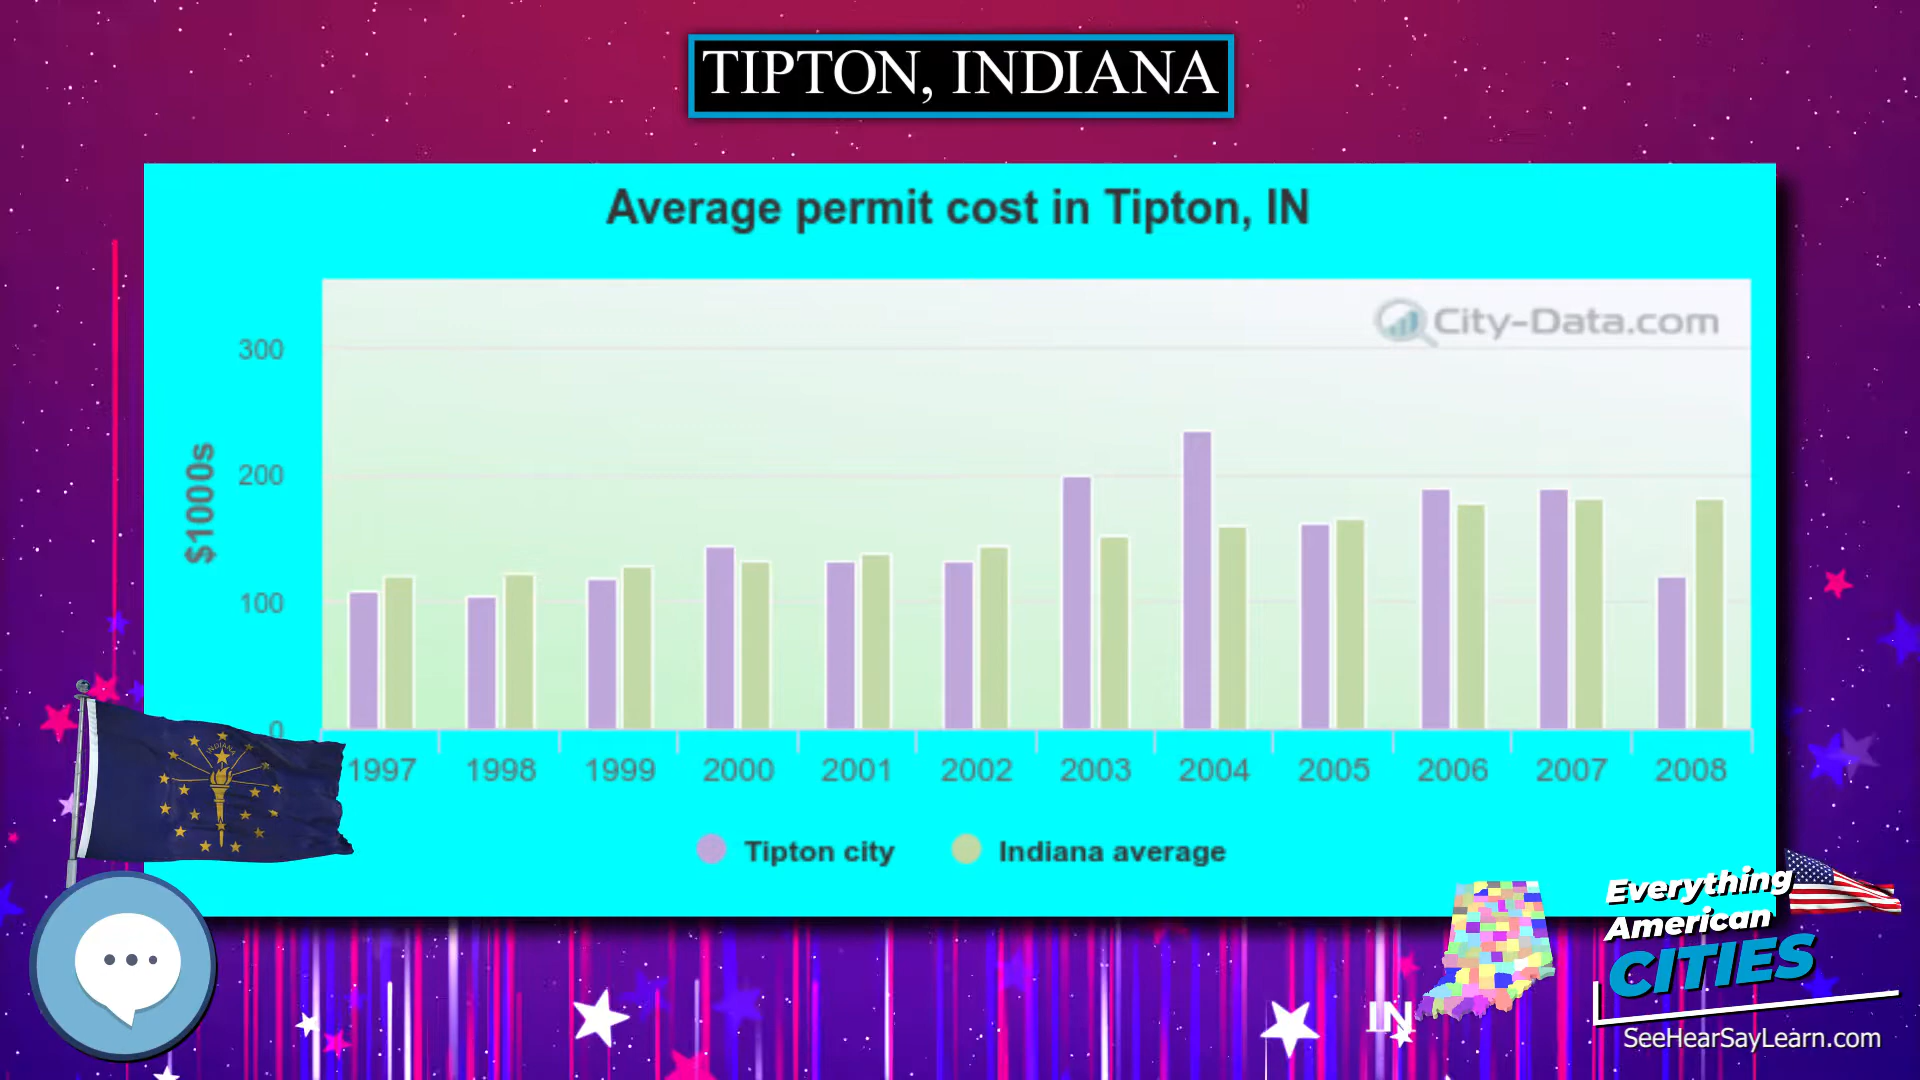 TIPTON, INDIANA
Average permit cost in Tipton, IN
City-Data.com
$1000s
300
200
100
0
1997 1998 1999 2000 2001 2002 2003 2004 2005 2006 2007 2008
Tipton city Indiana average
INDIANA
IN
Everything
American
CITIES
SeeHearSayLearn.com